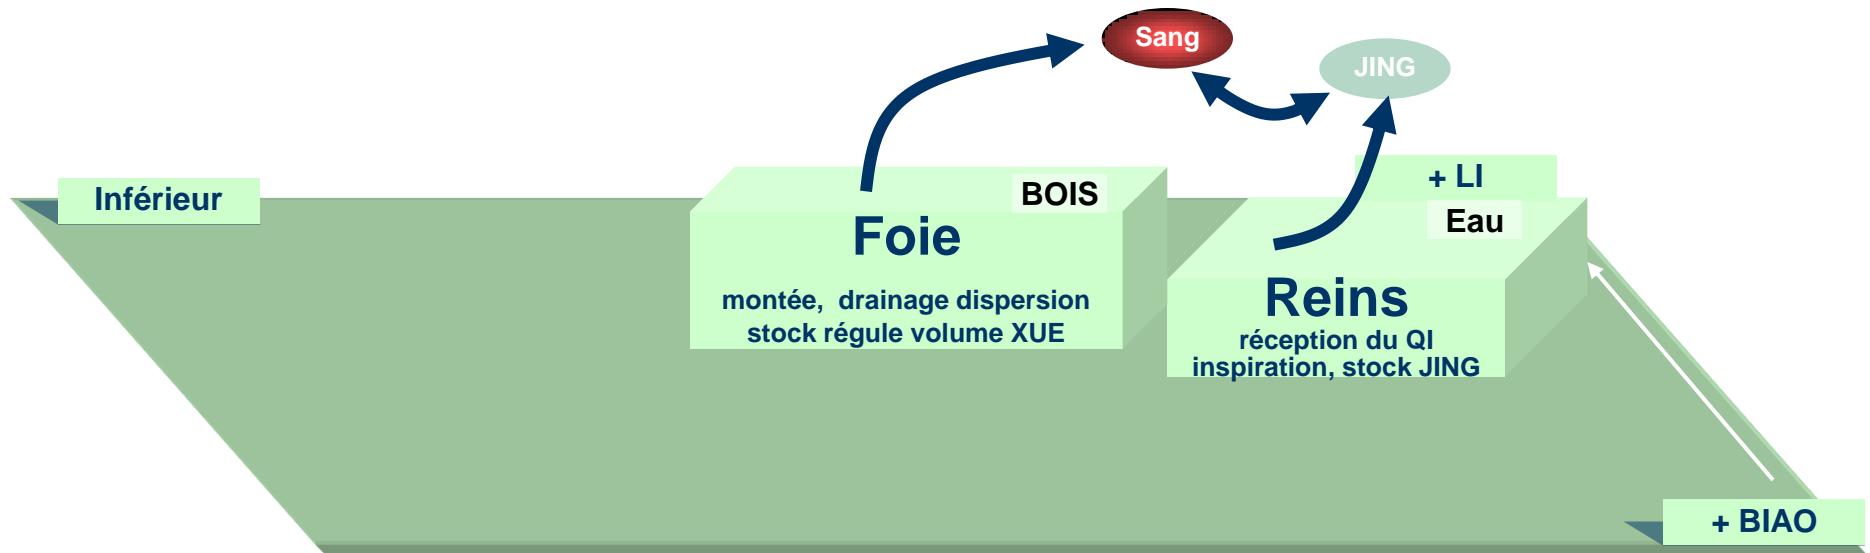 Sang
JING
Inférieur
+ LI
BOIS
Eau
Foie
montée, drainage dispersion
stock régule volume XUE
Reins
réception du QI
inspiration, stock JING
+ BIAO